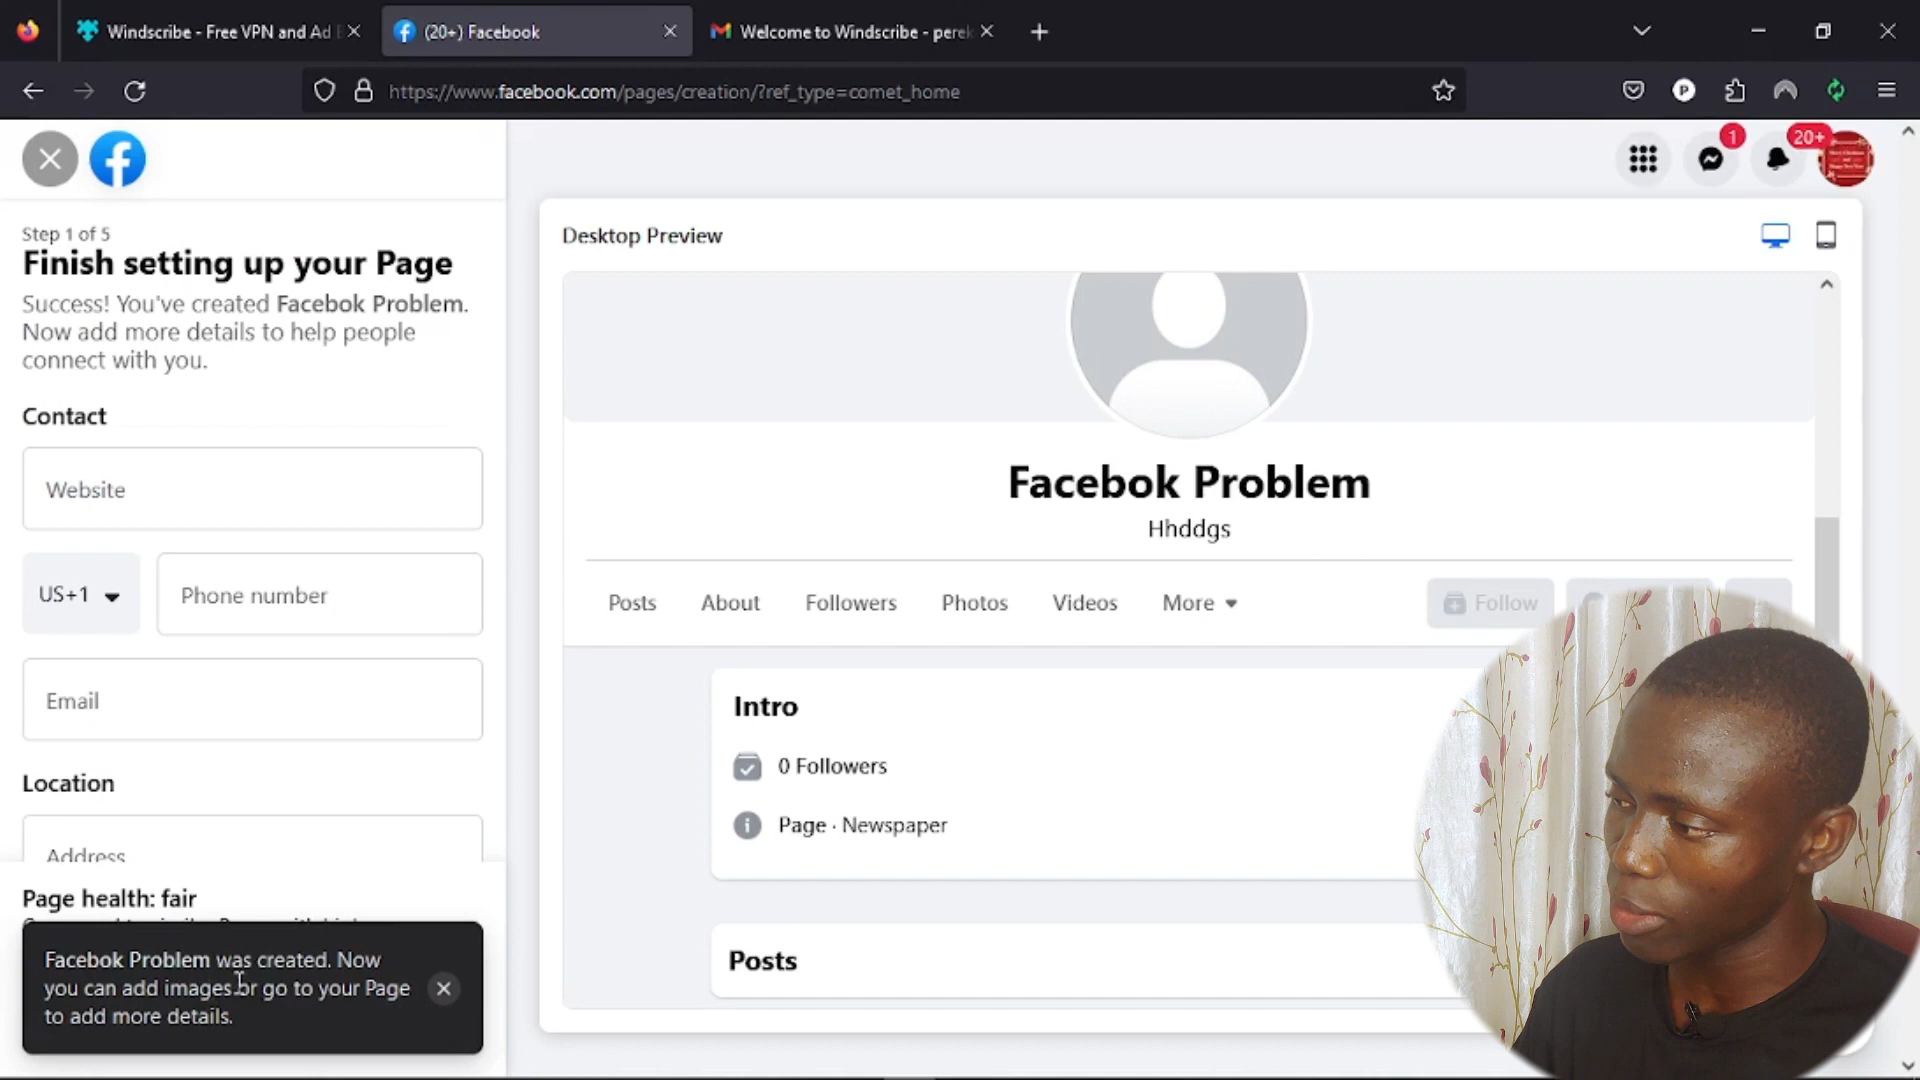 Windscribe - Free VPN and Ad
(20+) Facebook
Welcome to Windscribe - perek
https://www.facebook.com/pages/creation/?ref_type=comet_home
P
1
20+
Step 1 of 5
Finish setting up your Page
Success! You've created Facebok Problem.
Now add more details to help people
connect with you.
Contact
Website
US+1
Phone number
Email
Location
Address
Page health: fair
Facebok Problem was created. Now
you can add images or go to your Page
to add more details.
Desktop Preview
Facebok Problem
Hhddgs
Posts
About
Followers
Photos
Videos
More
Follow
Intro
0 Followers
Page · Newspaper
Posts